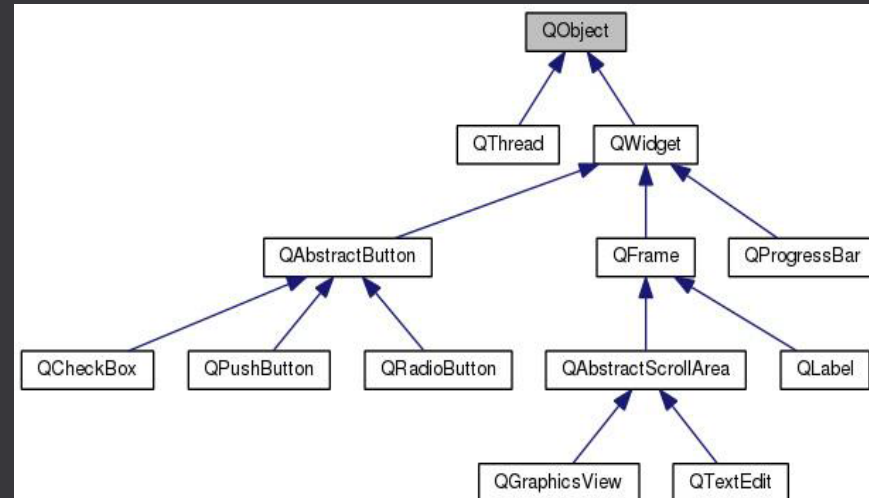 QObject
QThread
QWidget
QAbstractButton
QFrame
QProgressBar
QCheckBox
QPushButton
QRadioButton
QAbstractScrollArea
QLabel
QGraphicsView
QTextEdit